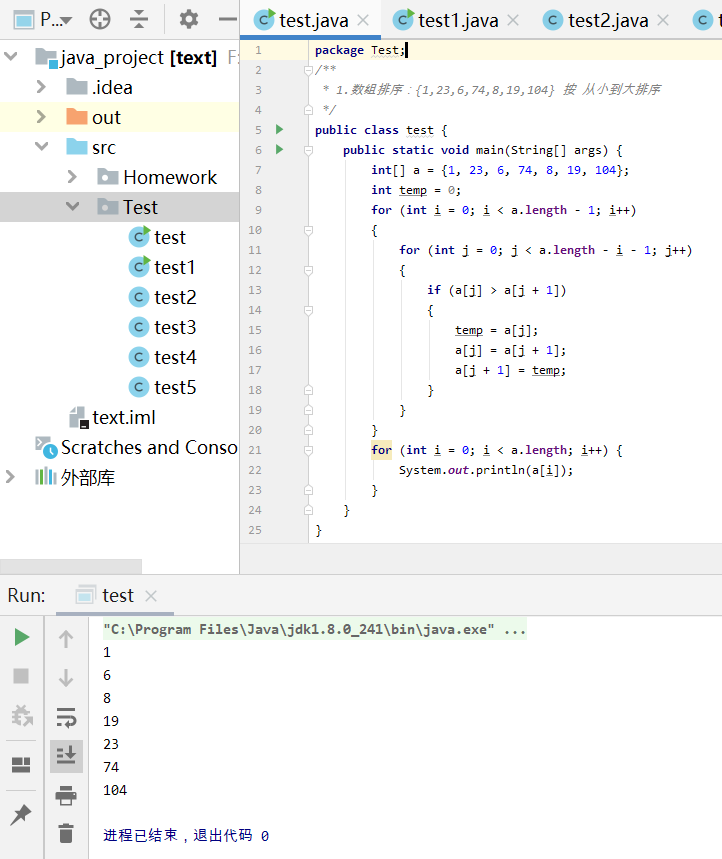 P...
java_project [text] F:
.idea
out
src
Homework
Test
test
test1
test2
test3
test4
test5
text.iml
Scratches and Conso
外部库
test.java × test1.java × test2.java × t
1 package Test;
2 /**
3 * 1.数组排序：{1,23,6,74,8,19,104} 按 从小到大排序
4 */
5 public class test {
6 public static void main(String[] args) {
7 int[] a = {1, 23, 6, 74, 8, 19, 104};
8 int temp = 0;
9 for (int i = 0; i < a.length - 1; i++)
10 {
11 for (int j = 0; j < a.length - i - 1; j++)
12 {
13 if (a[j] > a[j + 1])
14 {
15 temp = a[j];
16 a[j] = a[j + 1];
17 a[j + 1] = temp;
18 }
19 }
20 }
21 for (int i = 0; i < a.length; i++) {
22 System.out.println(a[i]);
23 }
24 }
25 }
Run: test ×
"C:\Program Files\Java\jdk1.8.0_241\bin\java.exe" ...
1
6
8
19
23
74
104
进程已结束，退出代码 0